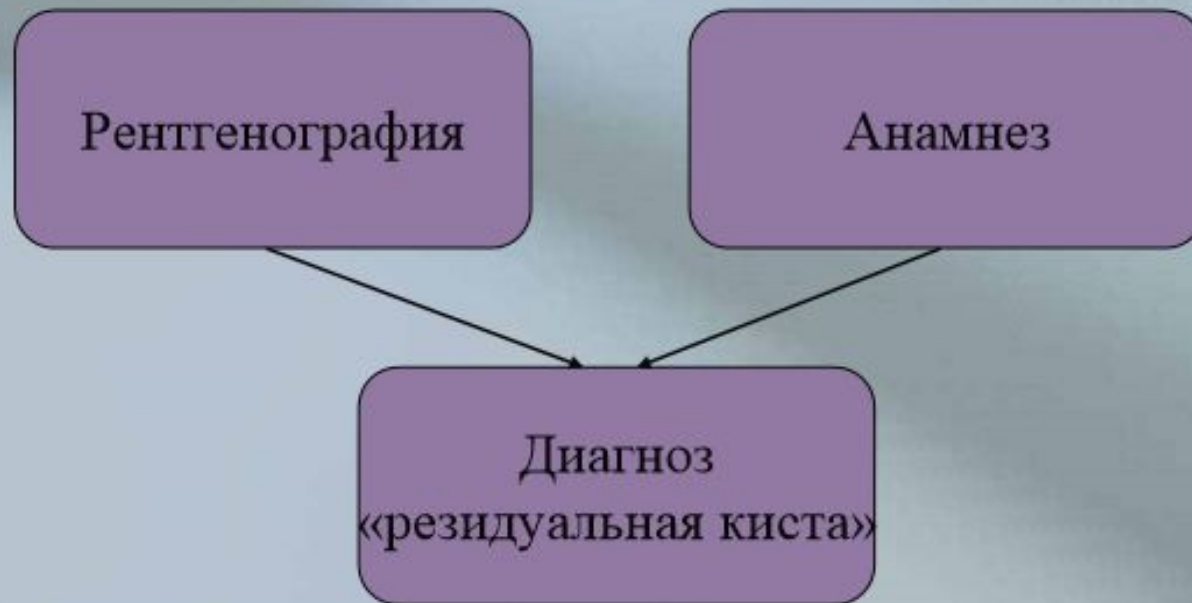 Рентгенография
Анамнез
Диагноз
«резидуальная киста»